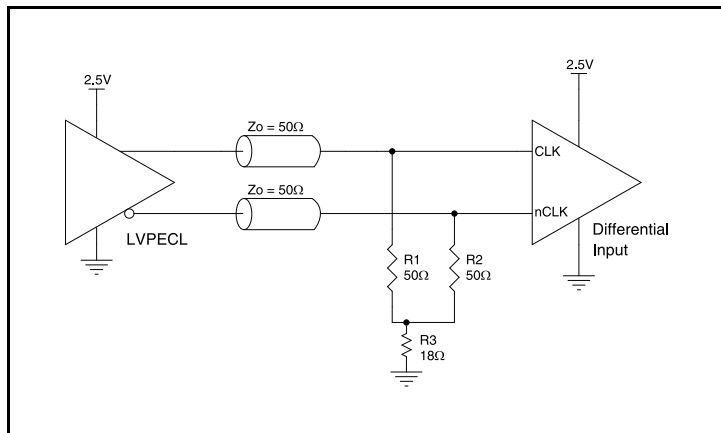 2.5V
2.5V
Zo = 50Ω
CLK
Zo = 50Ω
nCLK
LVPECL
Differential
Input
R1
50Ω
R2
50Ω
R3
18Ω